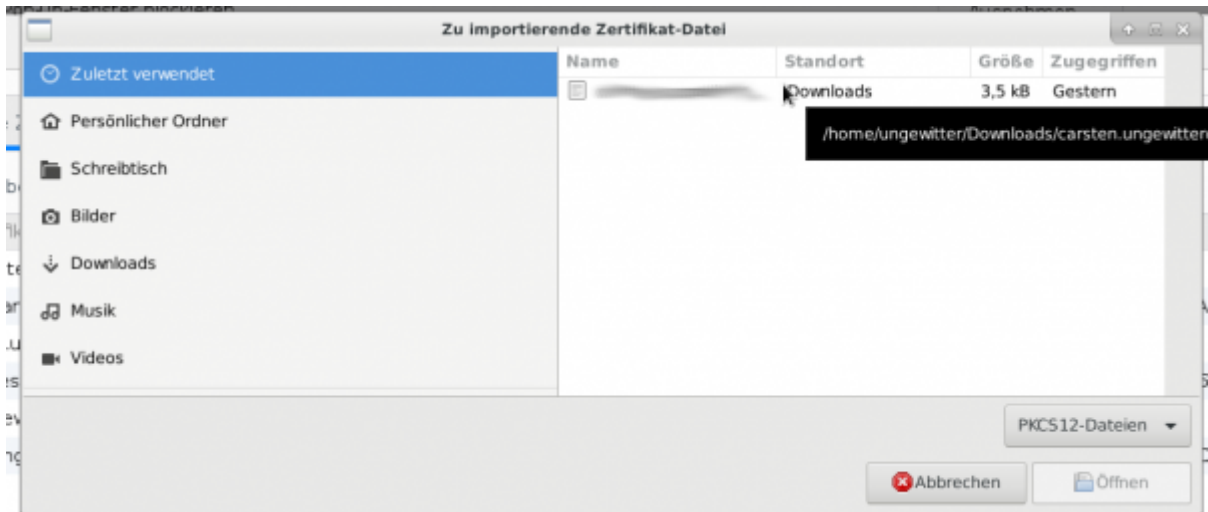 Zu importierende Zertifikat-Datei
Zuletzt verwendet
Persönlicher Ordner
Schreibtisch
Bilder
Downloads
Musik
Videos
Name Standort Größe Zugegriffen
Downloads 3,5 kB Gestern
/home/ungewitter/Downloads/carsten.ungewitter
PKCS12-Dateien
Abbrechen Öffnen